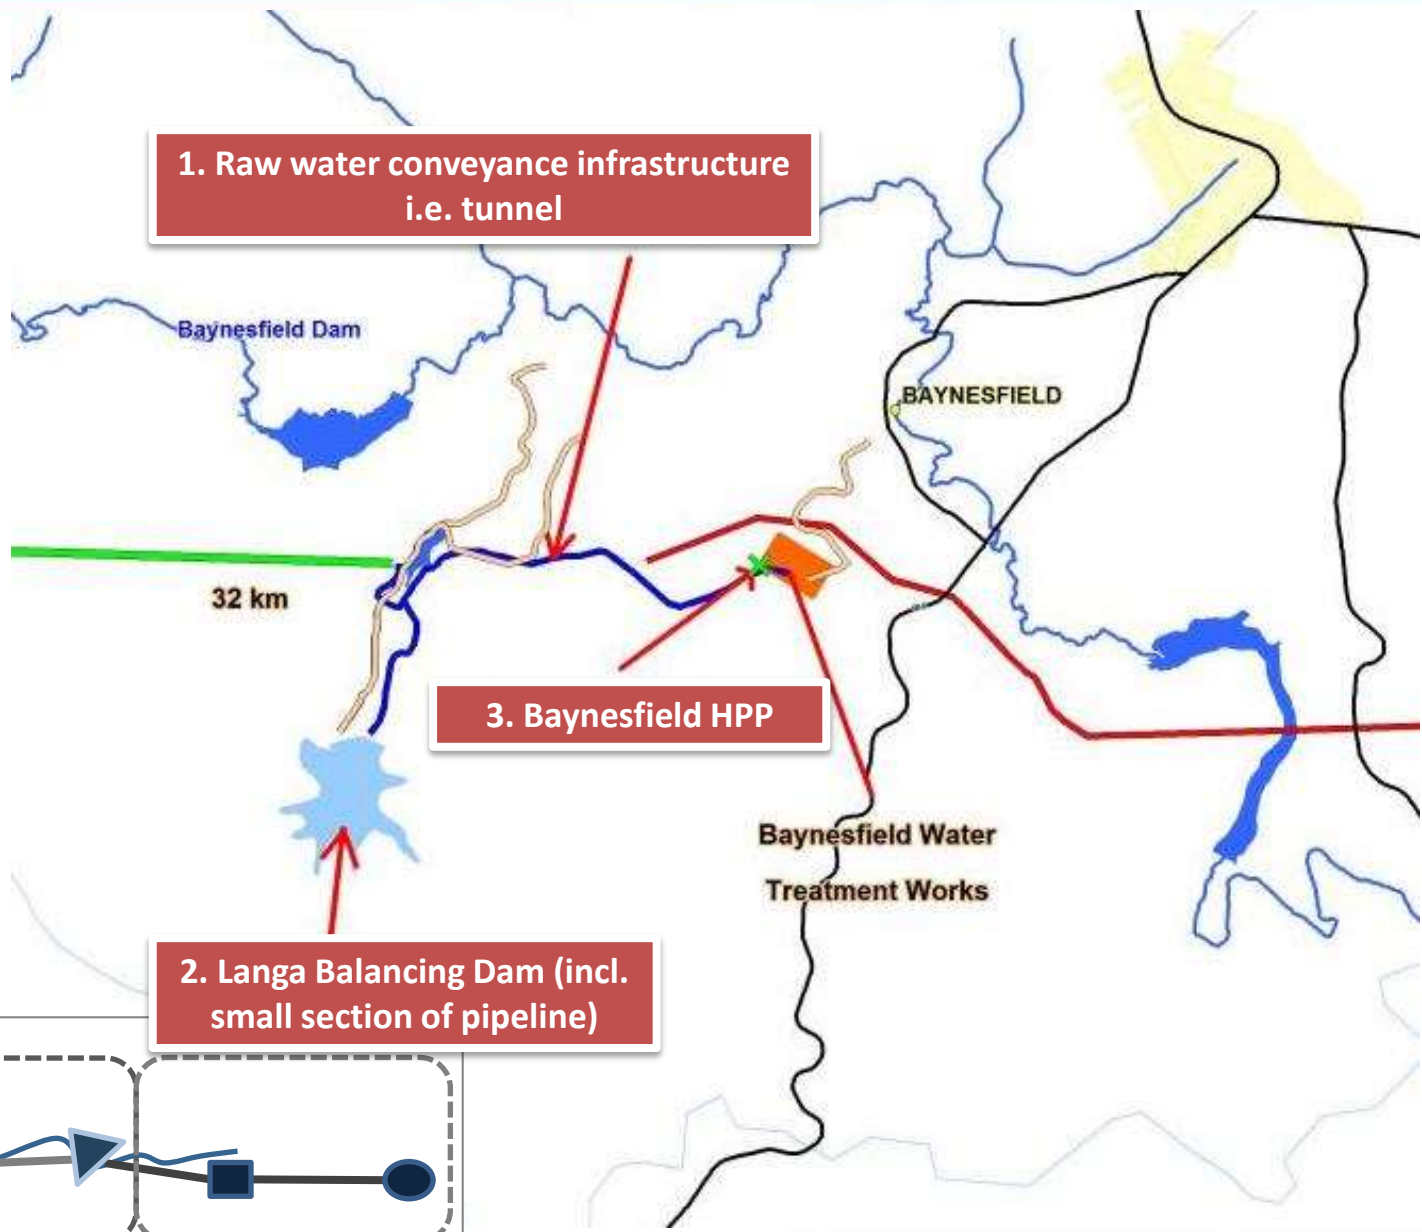 1. Raw water conveyance infrastructure
i.e. tunnel
Baynesfield Dam
BAYNESFIELD
32 km
3. Baynesfield HPP
Baynesfield Water
Treatment Works
2. Langa Balancing Dam (incl.
small section of pipeline)